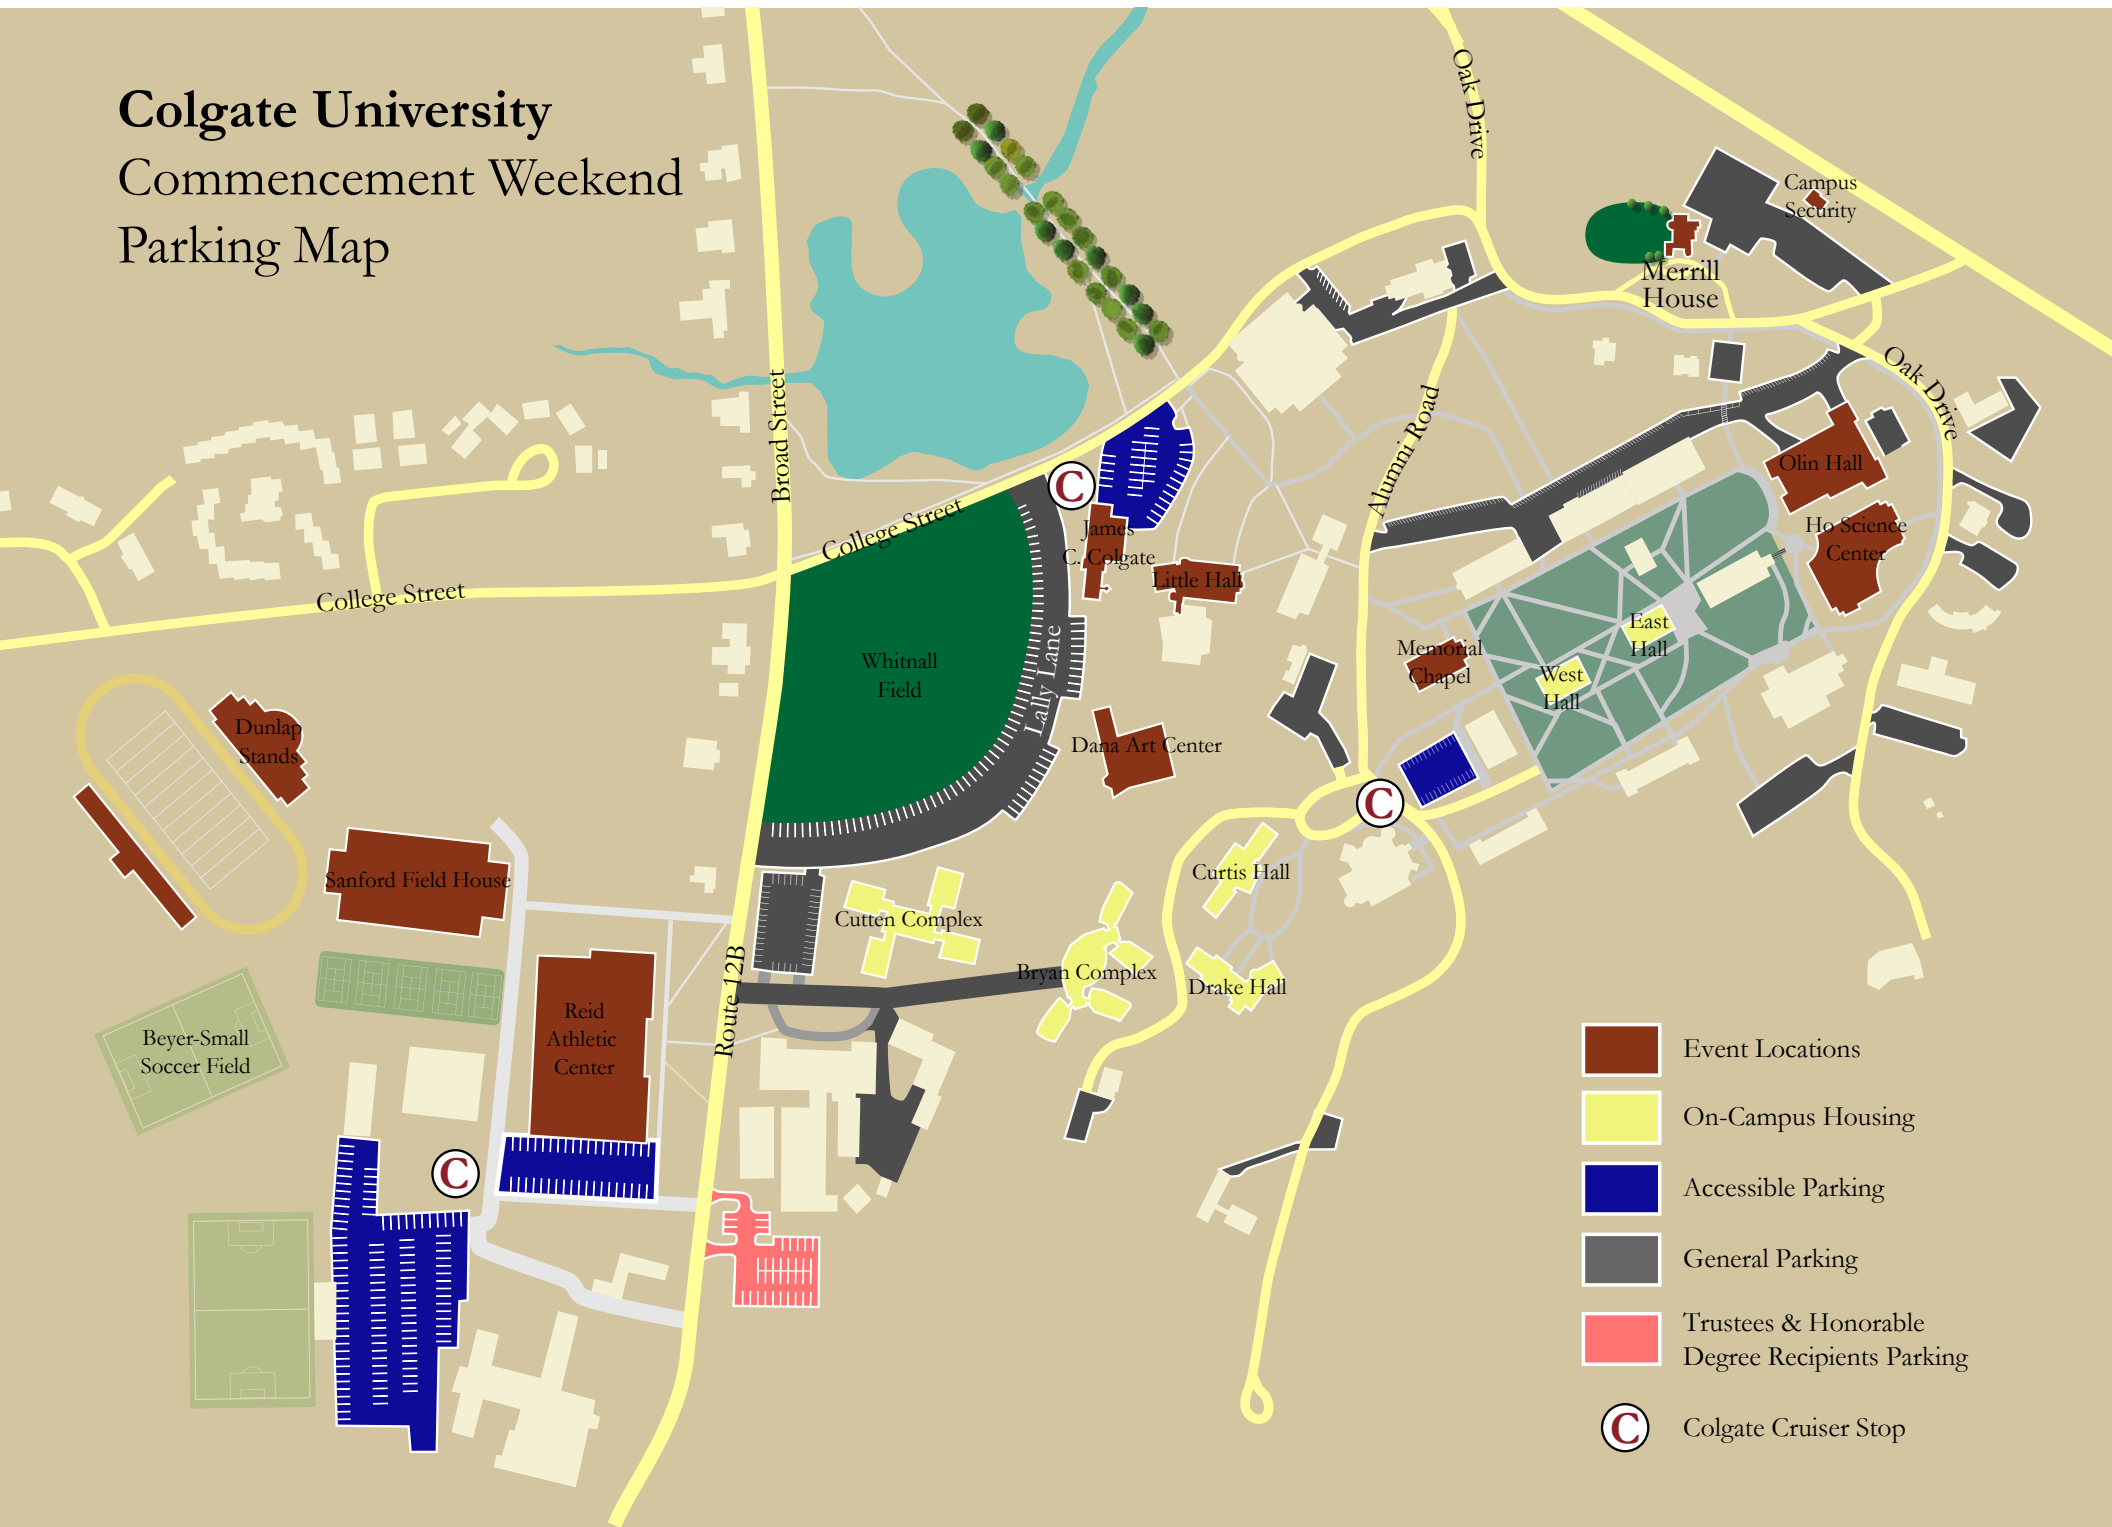 Colgate University
Commencement Weekend
Parking Map
Oak Drive
Campus
Security
Merrill
House
Oak Drive
Broad Street
Alumni Road
College Street
College Street
C
James
C. Colgate
Little Hall
Olin Hall
Ho Science
Center
East
Hall
West
Hall
Memorial
Chapel
Whitnall
Field
Lally Lane
Dana Art Center
Dunlap
Stands
C
Sanford Field House
Curtis Hall
Cutten Complex
Bryan Complex
Drake Hall
Route 12B
Reid
Athletic
Center
Beyer-Small
Soccer Field
C
Event Locations
On-Campus Housing
Accessible Parking
General Parking
Trustees & Honorable
Degree Recipients Parking
C
Colgate Cruiser Stop